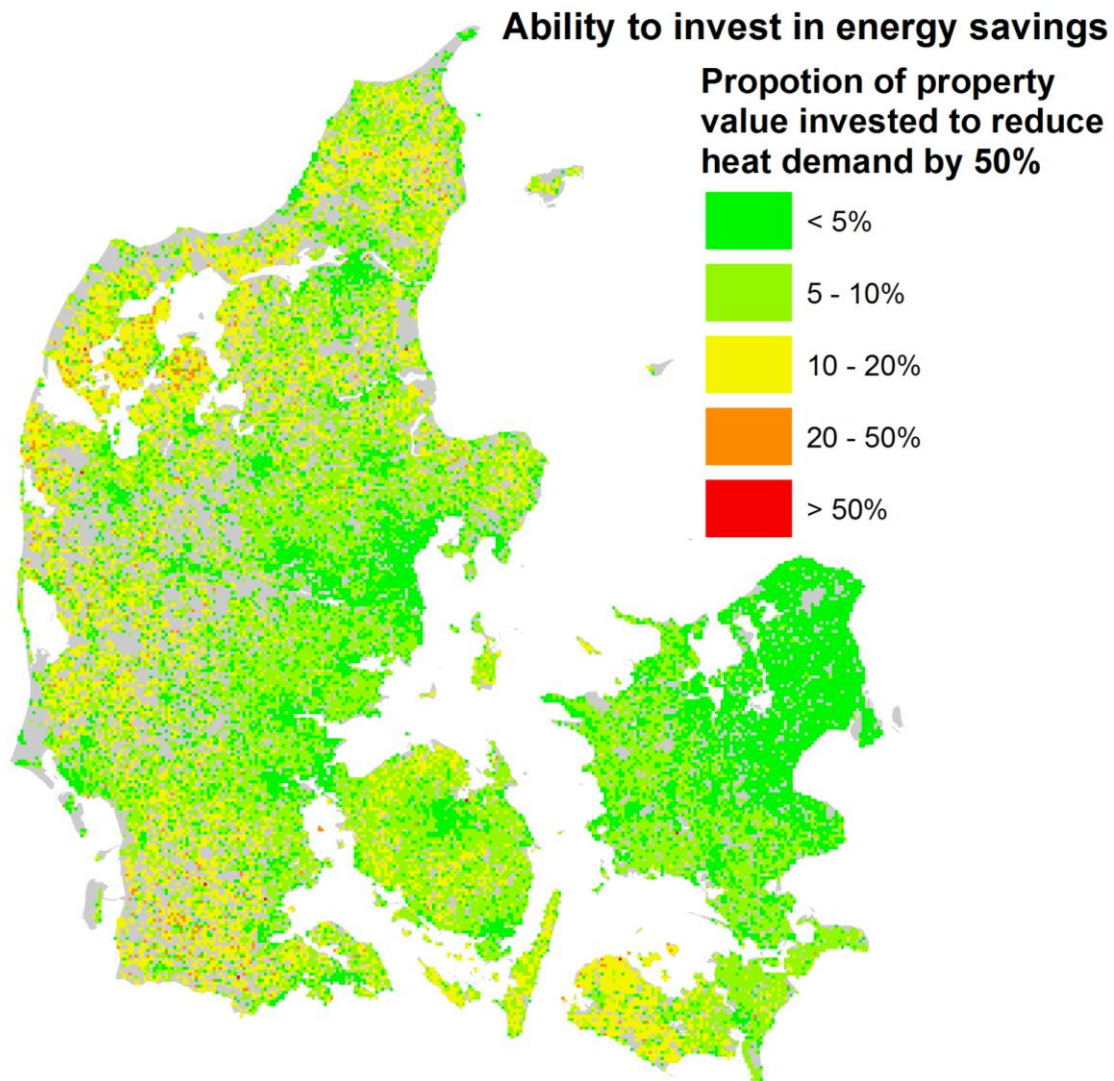 Ability to invest in energy savings
Propotion of property
value invested to reduce
heat demand by 50%
< 5%
5 - 10%
10 - 20%
20 - 50%
> 50%